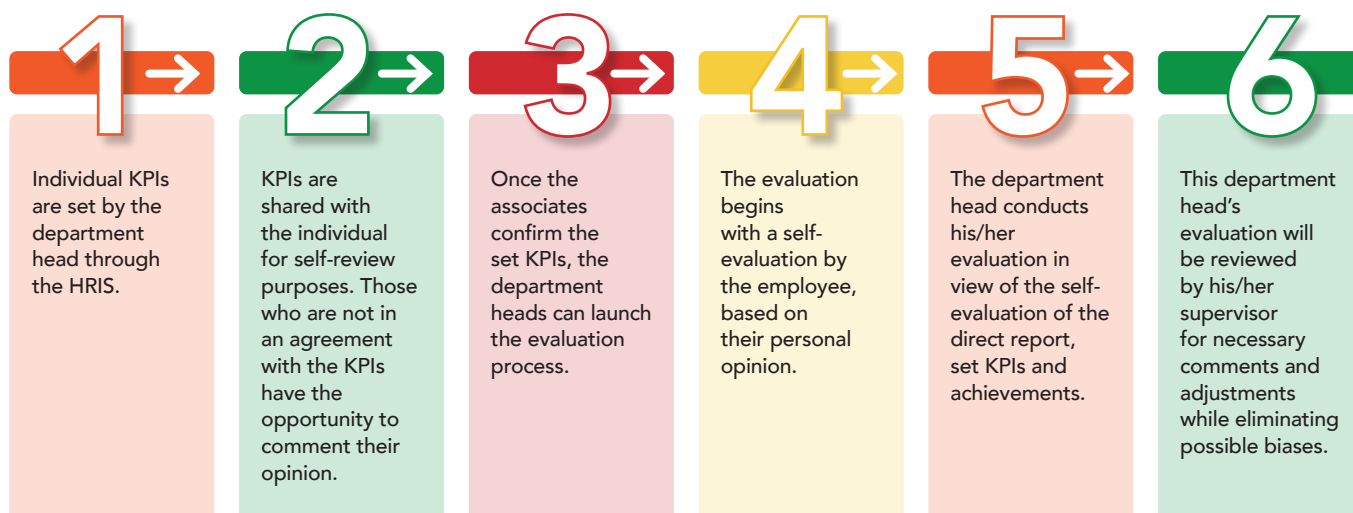 1
Individual KPIs
are set by the
department
head through
the HRIS.
2
KPIs are
shared with
the individual
for self-review
purposes. Those
who are not in
an agreement
with the KPIs
have the
opportunity to
comment their
opinion.
3
Once the
associates
confirm the
set KPIs, the
department
heads can launch
the evaluation
process.
4
The evaluation
begins
with a self-
evaluation by
the employee,
based on
their personal
opinion.
5
The department
head conducts
his/her
evaluation in
view of the self-
evaluation of the
direct report,
set KPIs and
achievements.
6
This department
head's
evaluation will
be reviewed
by his/her
supervisor
for necessary
comments and
adjustments
while eliminating
possible biases.